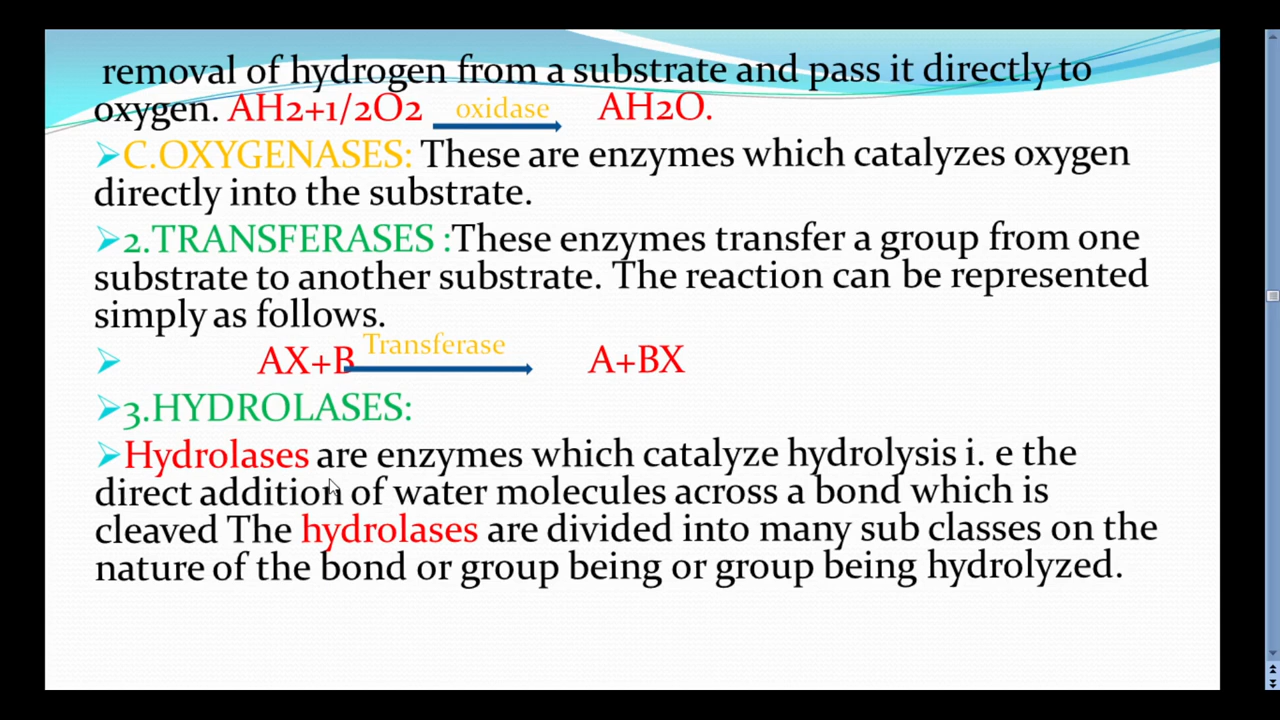 removal of hydrogen from a substrate and pass it directly to
oxygen. AH2+1/2O2 oxidase AH2O.
C.OXYGENASES: These are enzymes which catalyzes oxygen
directly into the substrate.
2.TRANSFERASES :These enzymes transfer a group from one
substrate to another substrate. The reaction can be represented
simply as follows.
AX+B Transferase A+BX
3.HYDROLASES:
Hydrolases are enzymes which catalyze hydrolysis i. e the
direct addition of water molecules across a bond which is
cleaved The hydrolases are divided into many sub classes on the
nature of the bond or group being or group being hydrolyzed.